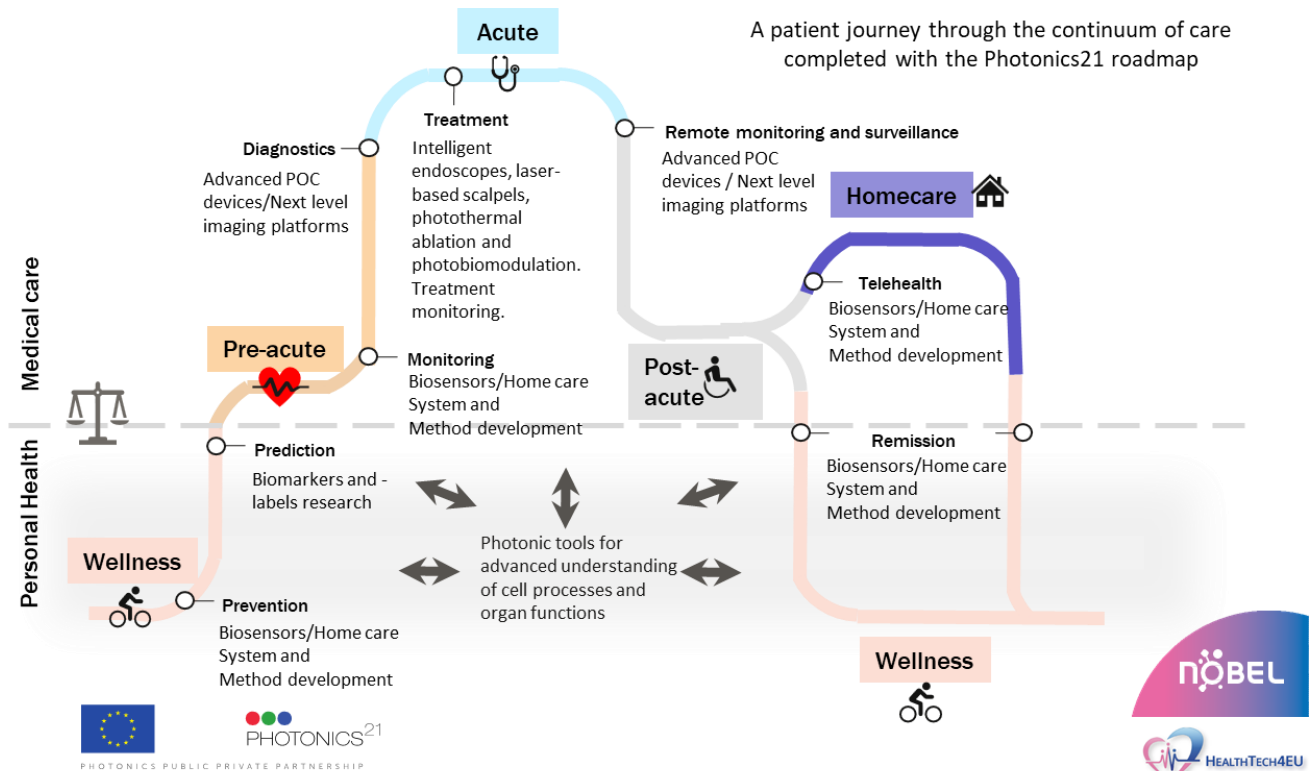 A patient journey through the continuum of care
completed with the Photonics21 roadmap
Acute
Treatment
Intelligent
endoscopes, laser-
based scalpels,
photothermal
ablation and
photobiomodulation.
Treatment
monitoring.
Diagnostics
Advanced POC
devices/Next level
imaging platforms
Remote monitoring and surveillance
Advanced POC
devices / Next level
imaging platforms
Homecare
Telehealth
Biosensors/Home care
System and
Method development
Medical care
Pre-acute
Monitoring
Biosensors/Home care
System and
Method development
Post-
acute
Personal Health
Prediction
Biomarkers and -
labels research
Remission
Biosensors/Home care
System and
Method development
Photonic tools for
advanced understanding
of cell processes and
organ functions
Wellness
Prevention
Biosensors/Home care
System and
Method development
Wellness
NOBEL
PHOTONICS21
PHOTONICS PUBLIC PRIVATE PARTNERSHIP
HEALTHTECH4EU